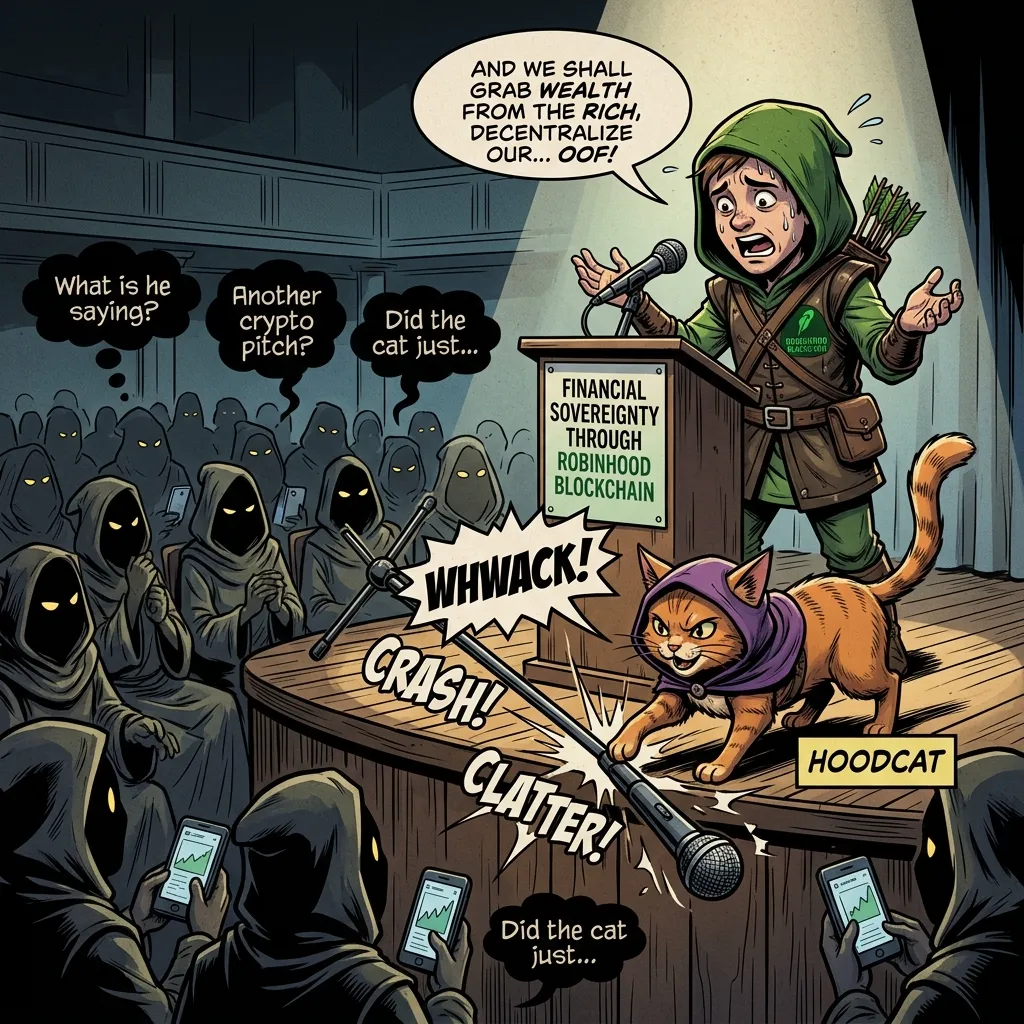 AND WE SHALL
GRAB WEALTH
FROM THE RICH,
DECENTRALIZE
OUR... OOF!
What is he
saying?
Another
crypto
pitch?
Did the
cat just...
FINANCIAL
SOVEREIGNTY
THROUGH
ROBINHOOD
BLOCKCHAIN
WHWACK!
CRASH!
CLATTER!
HOODCAT
Did the cat
just...